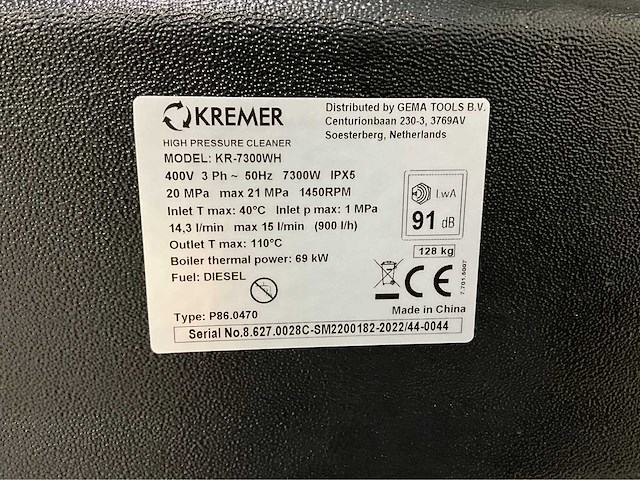 KREMER
Distributed by GEMA TOOLS B.V.
Centurionbaan 230-3, 3769AV
Soesterberg, Netherlands
HIGH PRESSURE CLEANER
MODEL: KR-7300WH
400V 3 Ph ~ 50Hz 7300W IPX5
20 MPa max 21 MPa 1450RPM
Inlet T max: 40°C Inlet p max: 1 MPa
14,3 l/min max 15 l/min (900 l/h)
Outlet T max: 110°C
Boiler thermal power: 69 kW
Fuel: DIESEL
LWA
91 dB
128 kg
CE
7.701.6007
Type: P86.0470
Made in China
Serial No.8.627.0028C-SM2200182-2022/44-0044